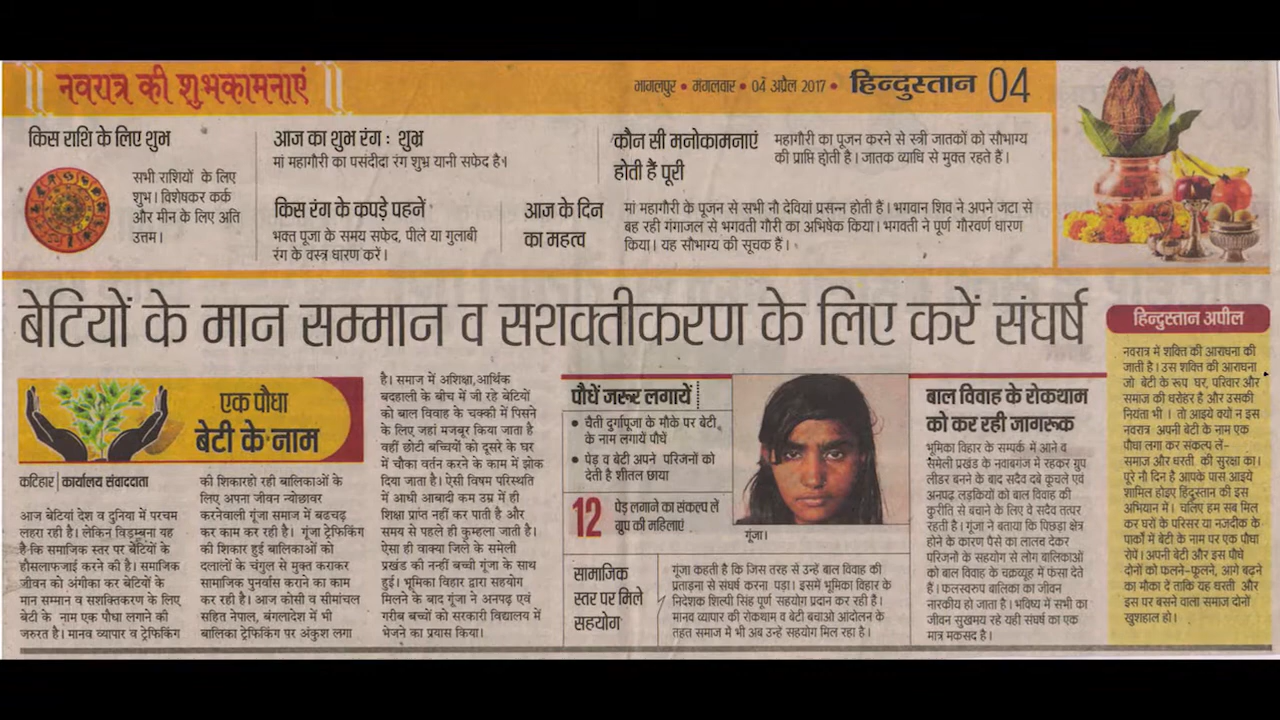 नवरात्र की शुभकामनाएं
भागलपुर • मंगलवार • 04 अप्रैल 2017 • हिन्दुस्तान 04
किस राशि के लिए शुभ
सभी राशियों के लिए
शुभ। विशेषकर कर्क
और मीन के लिए अति
उत्तम।
आज का शुभ रंग : शुभ्र
मां महागौरी का पसंदीदा रंग शुभ्र यानी सफेद है।
किस रंग के कपड़े पहनें
भक्त पूजा के समय सफेद, पीले या गुलाबी
रंग के वस्त्र धारण करें।
कौन सी मनोकामनाएं
होती हैं पूरी
महागौरी का पूजन करने से स्त्री जातकों को सौभाग्य
की प्राप्ति होती है। जातक व्याधि से मुक्त रहते हैं।
आज के दिन
का महत्व
मां महागौरी के पूजन से सभी नौ देवियां प्रसन्न होती हैं। भगवान शिव ने अपने जटा से
बह रही गंगाजल से भगवती गौरी का अभिषेक किया। भगवती ने पूर्ण गौरवर्ण धारण
किया। यह सौभाग्य की सूचक हैं।
बेटियों के मान सम्मान व सशक्तीकरण के लिए करें संघर्ष
एक पौधा
बेटी के नाम
कटिहार | कार्यालय संवाददाता
आज बेटियां देश व दुनिया में परचम
लहरा रही है। लेकिन विडम्बना यह
है कि समाजिक स्तर पर बेटियों के
हौसलाफजाई करने की है। समाजिक
जीवन को अंगीका कर बेटियों के
मान सम्मान व सशक्तिकरण के लिए
बेटी के नाम एक पौधा लगाने की
जरुरत है। मानव व्यापार व ट्रेफिकिंग
की शिकारहो रही बालिकाओं के
लिए अपना जीवन न्योछावर
करनेवाली गूंजा समाज में बढचढ़
कर काम कर रही है। गूंजा ट्रेफिकिंग
की शिकार हुई बालिकाओं को
दलालों के चंगुल से मुक्त कराकर
सामाजिक पुनर्वास कराने का काम
कर रही है। आज कोसी व सीमांचल
सहित नेपाल, बंगलादेश में भी
बालिका ट्रेफिकिंग पर अंकुश लगा
है। समाज में अशिक्षा,आर्थिक
बदहाली के बीच में जी रहे बेटियों
को बाल विवाह के चक्की में पिसने
के लिए जहां मजबूर किया जाता है
वहीं छोटी बच्चियों को दूसरे के घर
में चौका वर्तन करने के काम में झोक
दिया जाता है। ऐसी विषम परिस्थति
में आधी आबादी कम उम्र में ही
शिक्षा प्राप्त नहीं कर पाती है और
समय से पहले ही कुम्हला जाती है।
ऐसा ही वाक्या जिले के समेली
प्रखंड की नन्हीं बच्ची गूंजा के साथ
हुई। भूमिका विहार द्वारा सहयोग
मिलने के बाद गूंजा ने अनपढ़ एवं
गरीब बच्चों को सरकारी विद्यालय में
भेजने का प्रयास किया।
पौधें जरूर लगायें
• चैती दुर्गापूजा के मौके पर बेटी
के नाम लगायें पौधें
• पेड़ व बेटी अपने परिजनों को
देती है शीतल छाया
12 पेड़ लगाने का संकल्प लें
ग्रुप की महिलाएं
गूंजा।
सामाजिक
स्तर पर मिले
सहयोग
गूंजा कहती है कि जिस तरह से उन्हें बाल विवाह की
प्रताड़ना से संघर्ष करना पड़ा। इसमें भूमिका विहार के
निदेशक शिल्पी सिंह पूर्ण सहयोग प्रदान कर रही है।
मानव व्यापार की रोकथाम व बेटी बचाओ आन्दोलन के
तहत समाज में भी अब उन्हें सहयोग मिल रहा है।
बाल विवाह के रोकथाम
को कर रही जागरूक
भूमिका विहार के सम्पर्क में आने व
समेली प्रखंड के नवाबगंज में रहकर ग्रुप
लीडर बनने के बाद सदैव दबे कूचले एवं
अनपढ़ लड़कियों को बाल विवाह की
कुरीति से बचाने के लिए वे सदैव तत्पर
रहती है। गूंजा ने बताया कि पिछड़ा क्षेत्र
होने के कारण पैसे का लालच देकर
परिजनों के सहयोग से लोग बालिकाओं
को बाल विवाह के चक्रव्यूह में फंसा देते
हैं। फलस्वरुप बालिका का जीवन
नारकीय हो जाता है। भविष्य में सभी का
जीवन सुखमय रहे यही संघर्ष का एक
मात्र मकसद है।
हिन्दुस्तान अपील
नवरात्र में शक्ति की आराधना की
जाती है। उस शक्ति की आराधना
जो बेटी के रूप घर, परिवार और
समाज की धरोहर है और उसकी
नियंता भी । तो आइये क्यों न इस
नवरात्र अपनी बेटी के नाम एक
पौधा लगा कर संकल्प लें-
समाज और धरती की सुरक्षा का।
पूरे नौ दिन है आपके पास आइये
शामिल होइए हिंदुस्तान की इस
अभियान में। चलिए हम सब मिल
कर घरों के परिसर या नजदीक के
पार्कों में बेटी के नाम पर एक पौधा
रोपें। अपनी बेटी और इस पौधे
दोनों को फलने-फूलने, आगे बढ़ने
का मौका दें ताकि यह धरती और
इस पर बसने वाला समाज दोनों
खुशहाल हो।